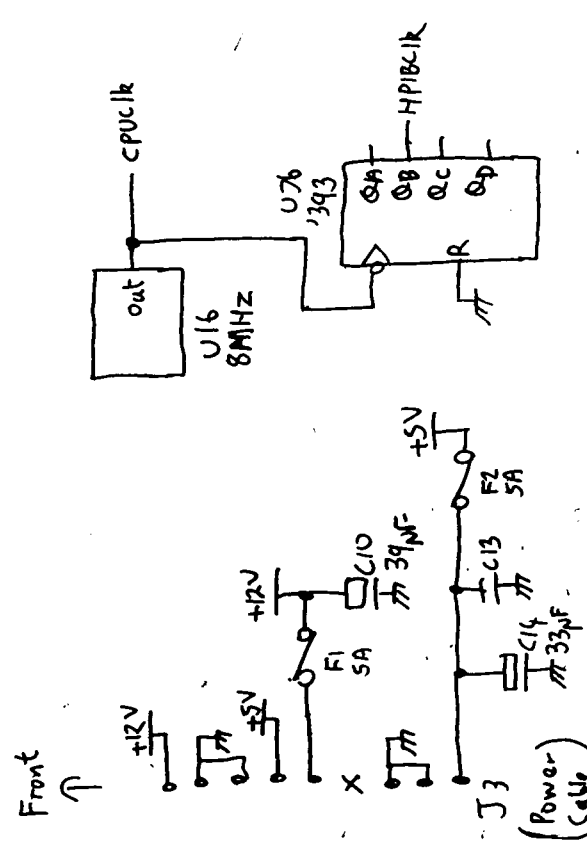 Front
+12V
+5V
+12V
F1
5A
C10
39µF
X
J3
(Power
Cable)
C14
33µF
C13
F2
5A
+5V
Out
U16
8MHz
CPUClk
U76
'393
QA
QB
QC
QD
R
HPIBClk